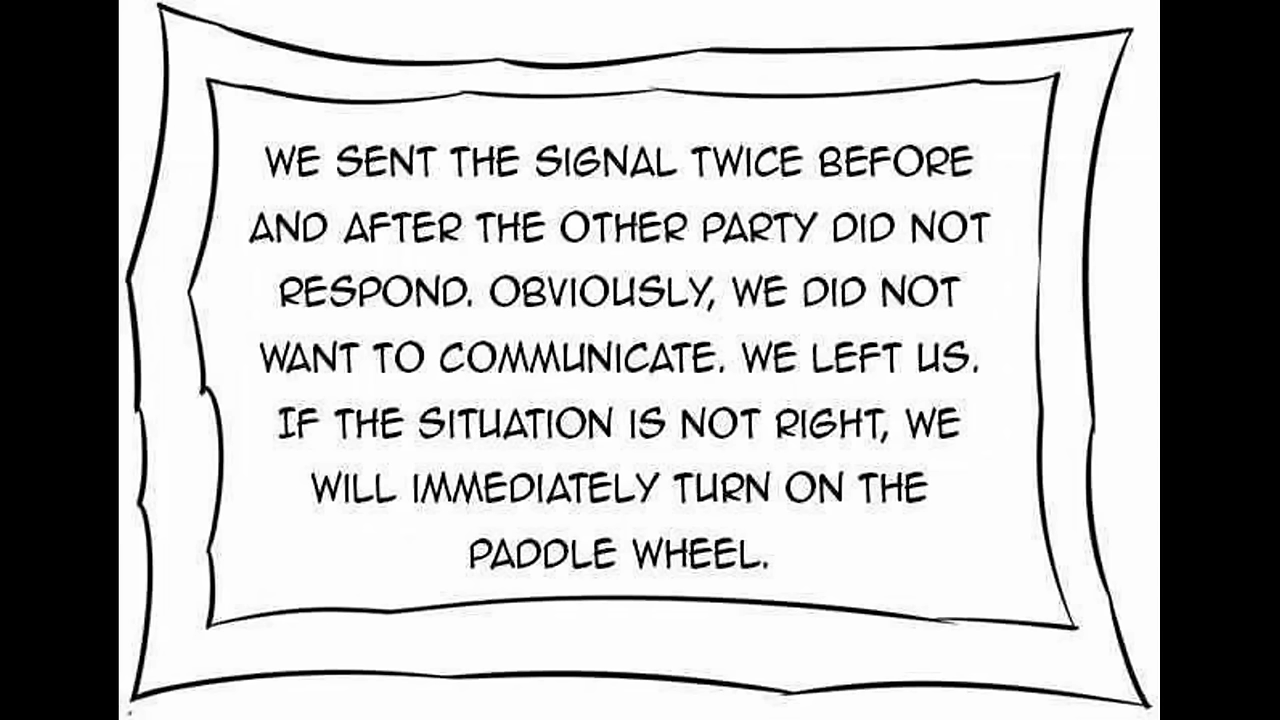 WE SENT THE SIGNAL TWICE BEFORE
AND AFTER THE OTHER PARTY DID NOT
RESPOND. OBVIOUSLY, WE DID NOT
WANT TO COMMUNICATE. WE LEFT US.
IF THE SITUATION IS NOT RIGHT, WE
WILL IMMEDIATELY TURN ON THE
PADDLE WHEEL.